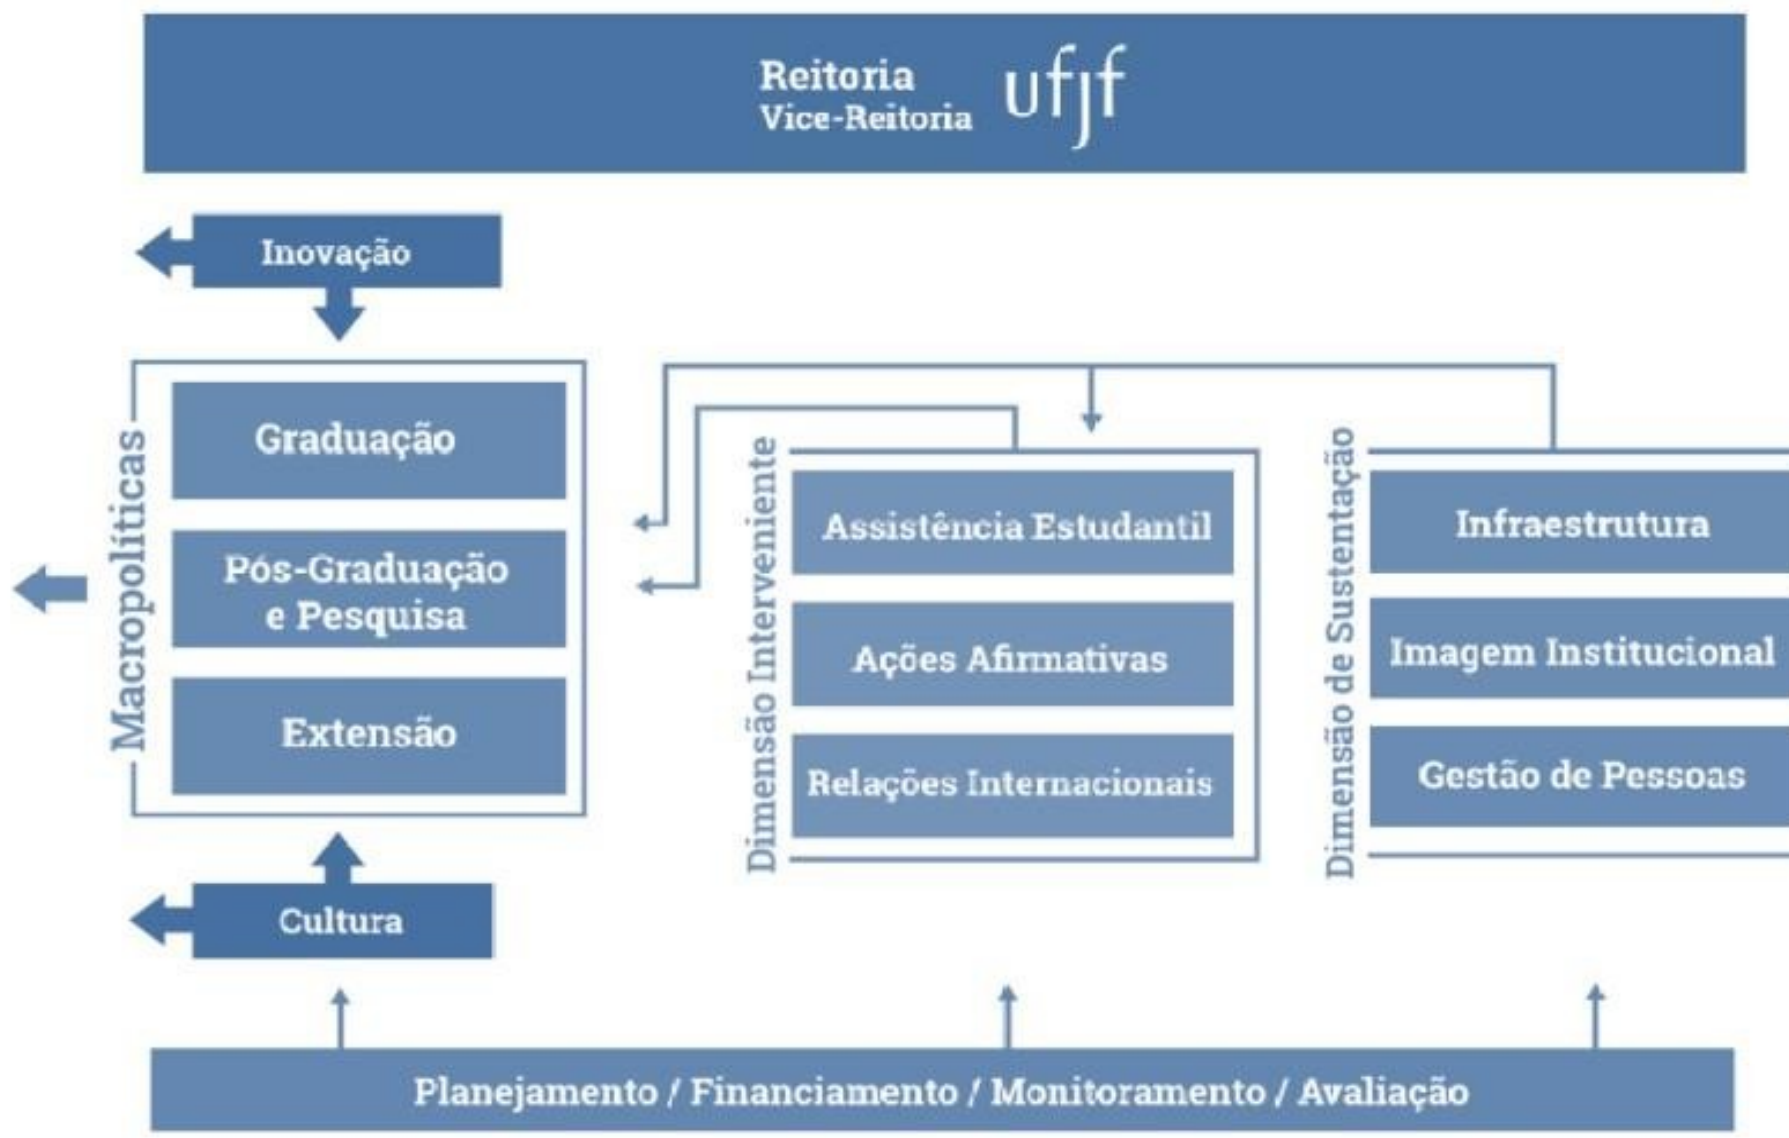 Reitoria
Vice-Reitoria
ufjf
Inovação
Macropolíticas
Graduação
Pós-Graduação
e Pesquisa
Extensão
Cultura
Dimensão Interveniente
Assistência Estudantil
Ações Afirmativas
Relações Internacionais
Dimensão de Sustentação
Infraestrutura
Imagem Institucional
Gestão de Pessoas
Planejamento / Financiamento / Monitoramento / Avaliação